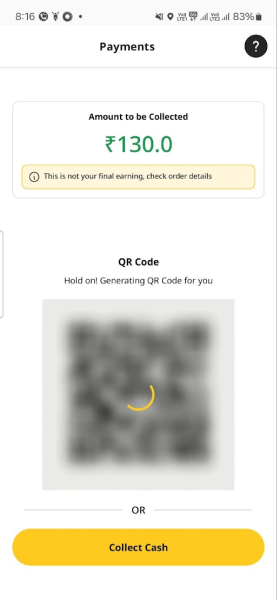 8:16 83%
Payments
?
Amount to be Collected
₹130.0
This is not your final earning, check order details
QR Code
Hold on! Generating QR Code for you
OR
Collect Cash